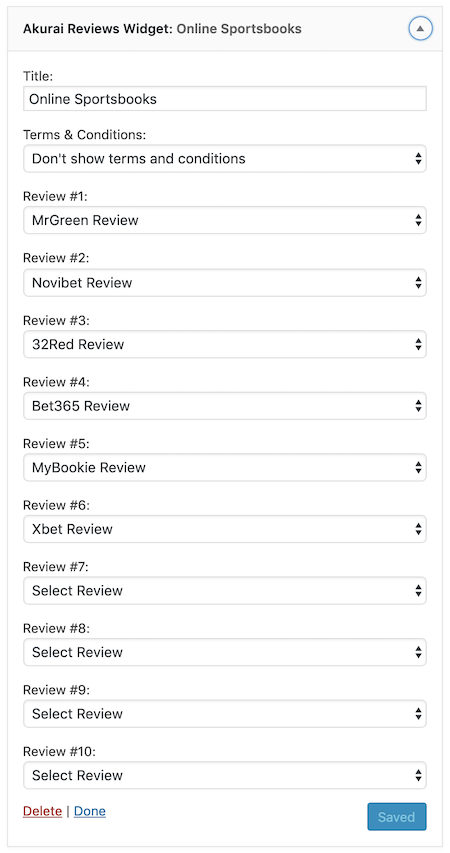 Akurai Reviews Widget: Online Sportsbooks
Title:
Online Sportsbooks
Terms & Conditions:
Don't show terms and conditions
Review #1:
MrGreen Review
Review #2:
Novibet Review
Review #3:
32Red Review
Review #4:
Bet365 Review
Review #5:
MyBookie Review
Review #6:
Xbet Review
Review #7:
Select Review
Review #8:
Select Review
Review #9:
Select Review
Review #10:
Select Review
Delete | Done
Saved